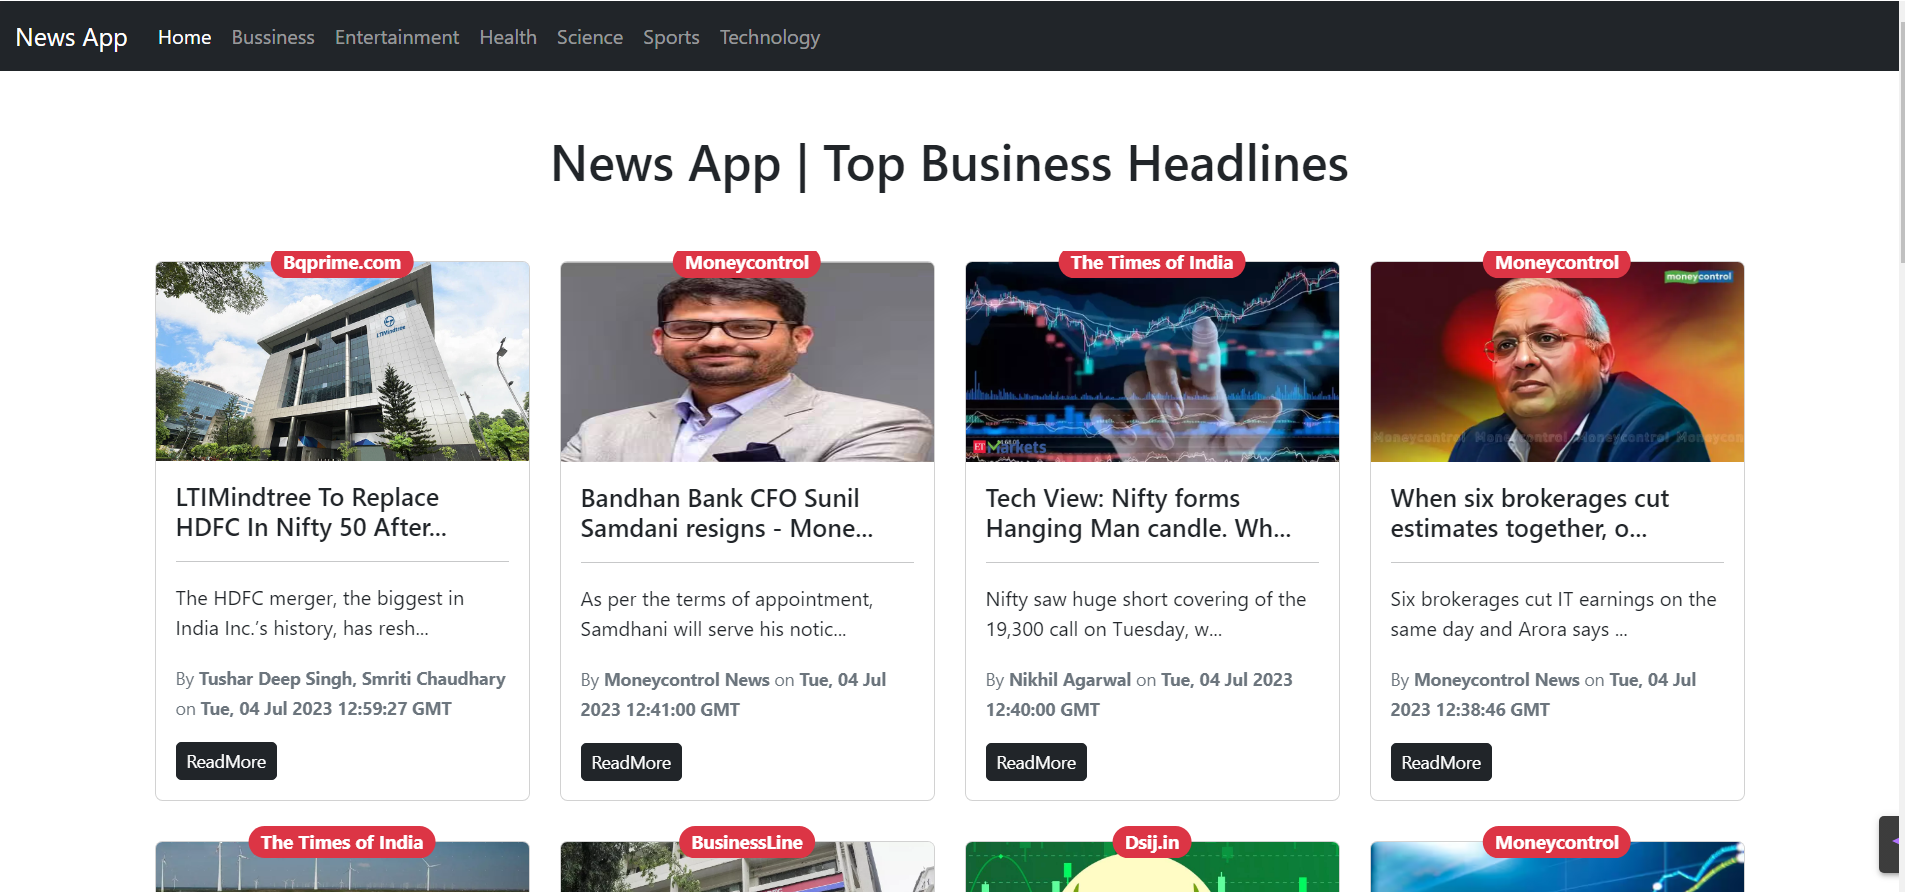 News App Home Bussiness Entertainment Health Science Sports Technology
News App | Top Business Headlines
Bqprime.com
LTIMindtree
LTIMindtree To Replace
HDFC In Nifty 50 After...
The HDFC merger, the biggest in
India Inc.’s history, has resh...
By Tushar Deep Singh, Smriti Chaudhary
on Tue, 04 Jul 2023 12:59:27 GMT
ReadMore
Moneycontrol
Bandhan Bank CFO Sunil
Samdani resigns - Mone...
As per the terms of appointment,
Samdhani will serve his notic...
By Moneycontrol News on Tue, 04 Jul
2023 12:41:00 GMT
ReadMore
The Times of India
ET Markets
Tech View: Nifty forms
Hanging Man candle. Wh...
Nifty saw huge short covering of the
19,300 call on Tuesday, w...
By Nikhil Agarwal on Tue, 04 Jul 2023
12:40:00 GMT
ReadMore
Moneycontrol
moneycontrol
Moneycontrol Moneycontrol Moneycontrol Moneycon
When six brokerages cut
estimates together, o...
Six brokerages cut IT earnings on the
same day and Arora says ...
By Moneycontrol News on Tue, 04 Jul
2023 12:38:46 GMT
ReadMore
The Times of India
BusinessLine
Dsij.in
Moneycontrol